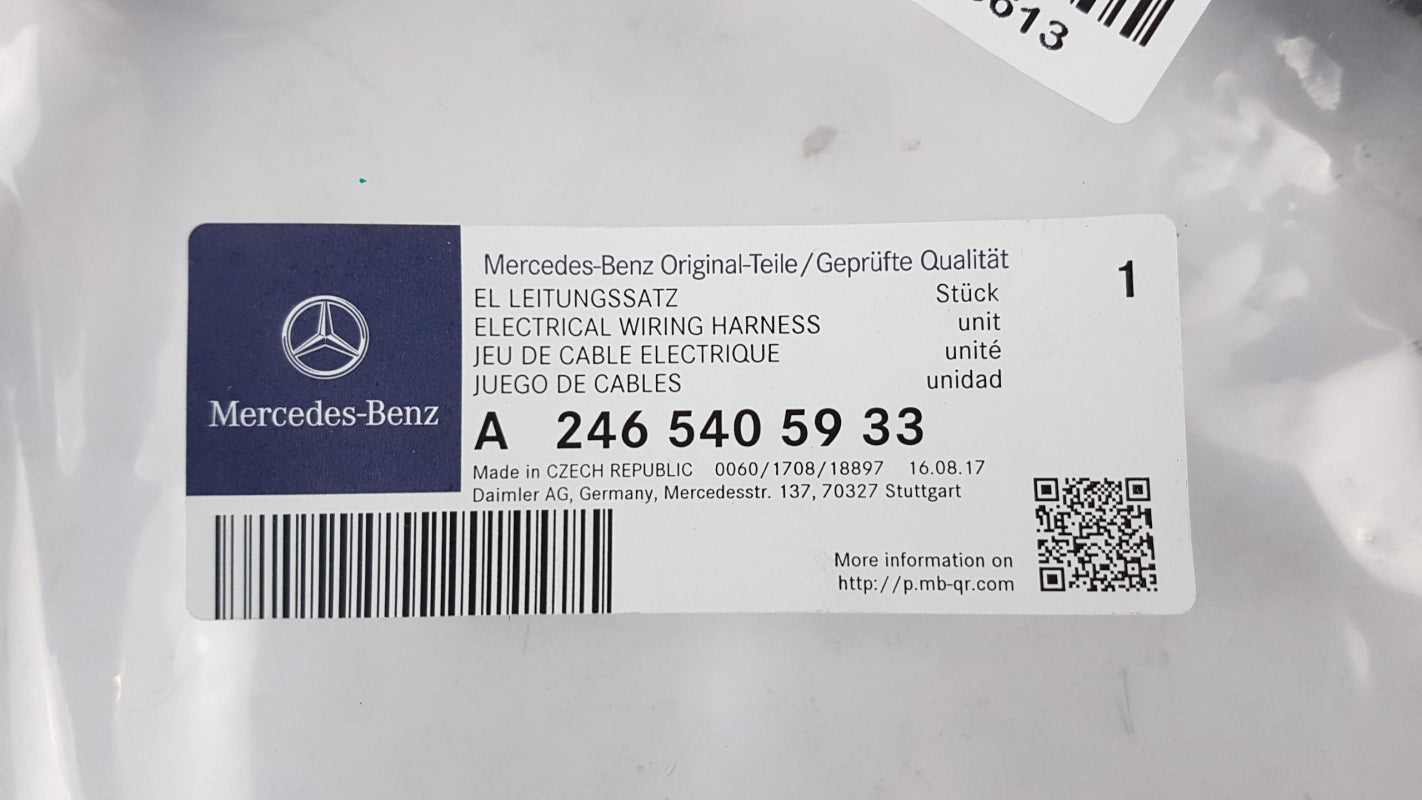 613
Mercedes-Benz
Mercedes-Benz Original-Teile/Geprüfte Qualität
1
EL LEITUNGSSATZ Stück
ELECTRICAL WIRING HARNESS unit
JEU DE CABLE ELECTRIQUE unité
JUEGO DE CABLES unidad
A 246 540 59 33
Made in CZECH REPUBLIC 0060/1708/18897 16.08.17
Daimler AG, Germany, Mercedesstr. 137, 70327 Stuttgart
More information on
http://p.mb-qr.com